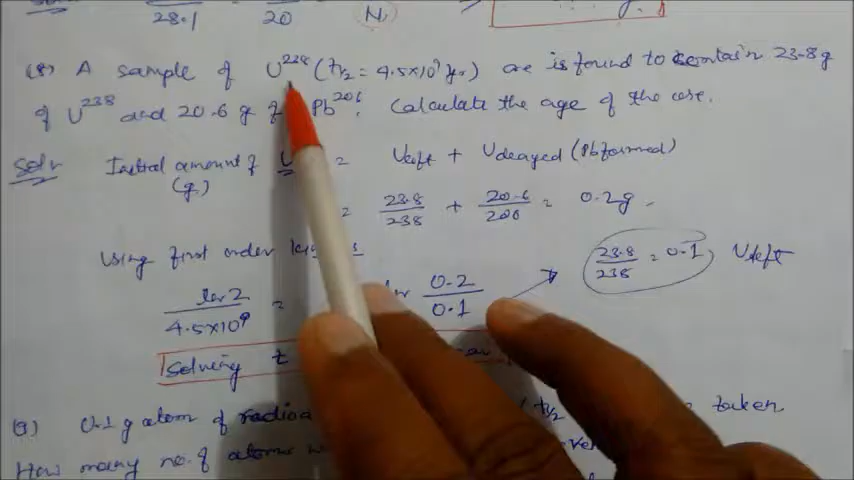 28.1 20 N
(8) A sample of U²³⁸ (t½ = 4.5×10⁹ yr) ore is found to contain 23.8 g
of U²³⁸ and 20.6 g of Pb²⁰⁶. Calculate the age of the ore.
Soln Initial amount of U = Uleft + Udecayed (Pb formed)
(g)
= 23.8/238 + 20.6/206 = 0.2g.
Using first order
23.8/238 = 0.1 Uleft
ln 2/4.5×10⁹ = 0.2/0.1
Solving t
(9) 0.1 g atom of t½ taken
How many no. of atoms